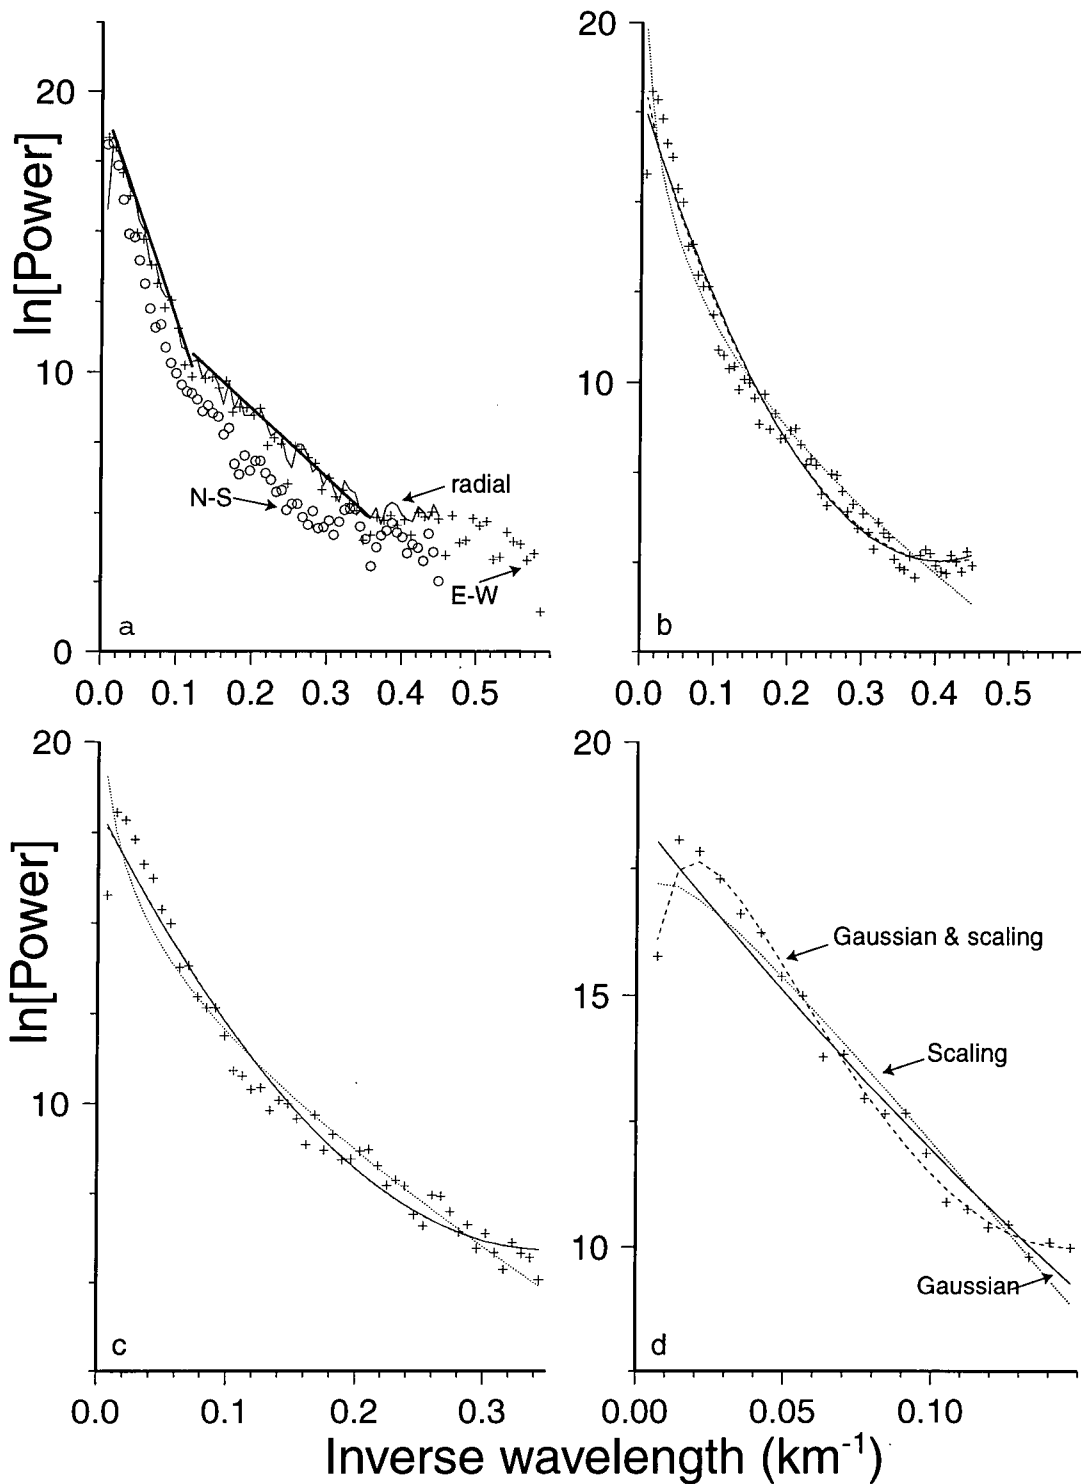 ln[Power]
20
10
0
radial
N-S
E-W
a
0.0 0.1 0.2 0.3 0.4 0.5
20
10
b
0.0 0.1 0.2 0.3 0.4 0.5
ln[Power]
20
10
c
0.0 0.1 0.2 0.3
20
15
10
Gaussian & scaling
Scaling
Gaussian
d
0.00 0.05 0.10
Inverse wavelength (km-1)